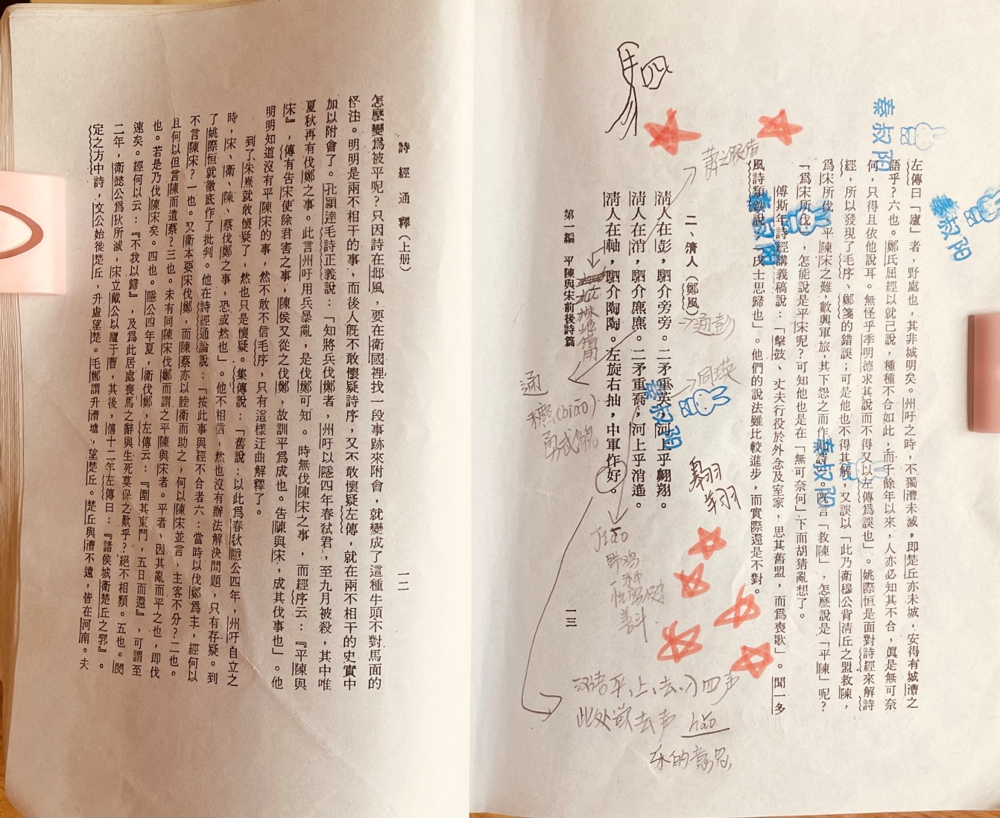 左傳曰「廬」者，野處也，其非城明矣。州吁之時，不獨漕未滅，即楚丘亦未城，安得有城漕之
語乎？六也。鄭氏屈經以就己說，種種不合如此，而千餘年以來，人亦必知其不合，眞是無可奈
何，只得且依他說耳。無怪乎季明德求其說而不得又以左傳爲誤也」。姚際恒是面對詩經來解詩
經，所以發現了毛序、鄭箋的錯誤；可是他也不得其解，又誤以「此乃衛穆公背淸丘之盟救陳，
爲宋所伐，平陳宋之難，數興軍旅，其下怨之而作此詩也。旣言「救陳」，怎麼說是「平陳」呢？
「爲宋所伐」，怎能說是平宋呢？可知他也是在「無可奈何」下而胡猜亂想了。
傅斯年詩經講義稿說：「擊鼓、丈夫行役於外念及室家，思其舊盟，而爲喪歌」。聞一多
風詩類鈔說「戍士思歸也」。他們的說法雖比較進步，而實際還是不對。
二、清人（鄭風）
淸人在彭，駟介旁旁。二矛重英，河上乎翺翔。
淸人在消，駟介麃麃。二矛重喬，河上乎消遙。
淸人在軸，駟介陶陶。左旋右抽，中軍作好。
第一編　平陳與宋前後詩篇
一三
駟
通彭
同瑛
地篇
通
穮(biāo)
勇武貌
翱翔
jiāo
野鸡
一种
性勇健
善斗
汉语平、上、去、入四声
此处欲去声 hào
秦叔阳
秦叔阳
秦叔阳
秦叔阳
秦叔阳
詩經通釋（上册）
一二
怎麼變爲被平呢？只因詩在邶風，要在衛國裡找一段事跡來附會，就變成了這種牛頭不對馬面的
怪注。明明是兩不相干的事，而後人旣不敢懷疑詩序，又不敢懷疑左傳，就在兩不相干的史實中
加以附會了。孔穎達毛詩正義說：「知將兵伐鄭者，州吁以隱四年春弒君，至九月被殺，其中唯
夏秋再有伐鄭之事。此言州吁用兵暴亂，是伐鄭可知。時無伐陳宋之事，而經序云：『平陳與
宋』，傳有告宋使除君害之事，陳侯又從之伐鄭，故訓平爲成也。告陳與宋，成其伐事也」。他
明明知道沒有平陳宋的事，然不敢不信毛序，只有這樣迂曲解釋了。
到了朱熹就敢懷疑了，然也只是懷疑。集傳說：「舊說：以此爲春秋隱公四年，州吁自立之
時，宋、衛、陳、蔡伐鄭之事，恐或然也」。他不相信，然也沒有辦法解決問題，只有存疑。到
了姚際恒就徹底作了批判。他在詩經通論說：「按此事與經不合者六：當時以伐鄭爲主，經何以
不言陳宋？一也。又衛本要宋伐鄭，而陳蔡亦以睦衛而助之，何以陳宋並言，主客不分？二也。
且何以但言陳而遺蔡？三也。未有同陳宋伐鄭而謂之平陳與宋者。平者、因其亂而平之也，即伐
也。若是乃伐陳宋矣。四也。隱公四年夏，衛伐鄭，左傳云：『圍其東門，五日而還』，可謂至
速矣。經何以云：『不我以歸』，及爲此居處喪馬之辭與生死莫保之歎乎？絕不相類。五也。閔
二年，衛懿公爲狄所滅，宋立戴公以廬于曹，其後，僖十二年左傳曰：『諸侯城衛楚丘之郛』。
定之方中詩，文公始徙楚丘，升虛望楚。毛鄭謂升漕墟，望楚丘。楚丘與漕不遠，皆在河南。夫